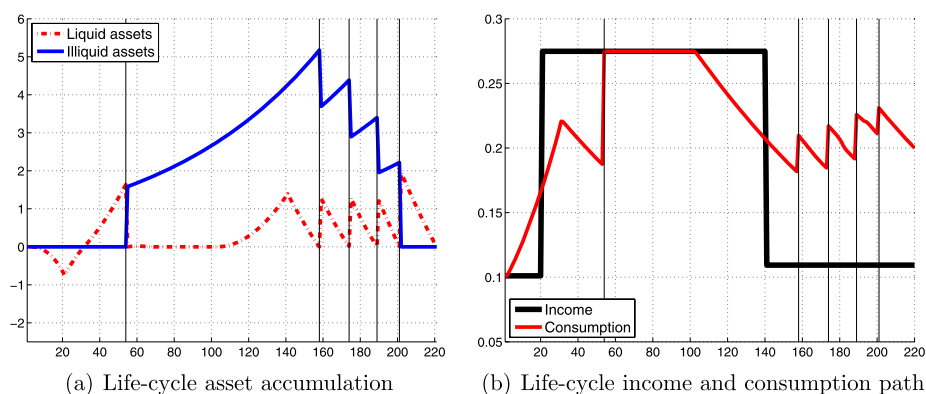 6
5
4
3
2
1
0
−1
−2
20 40 60 80 100 120 140 160 180 200 220
Liquid assets
Illiquid assets
(a) Life-cycle asset accumulation
0.3
0.25
0.2
0.15
0.1
0.05
20 40 60 80 100 120 140 160 180 200 220
Income
Consumption
(b) Life-cycle income and consumption path